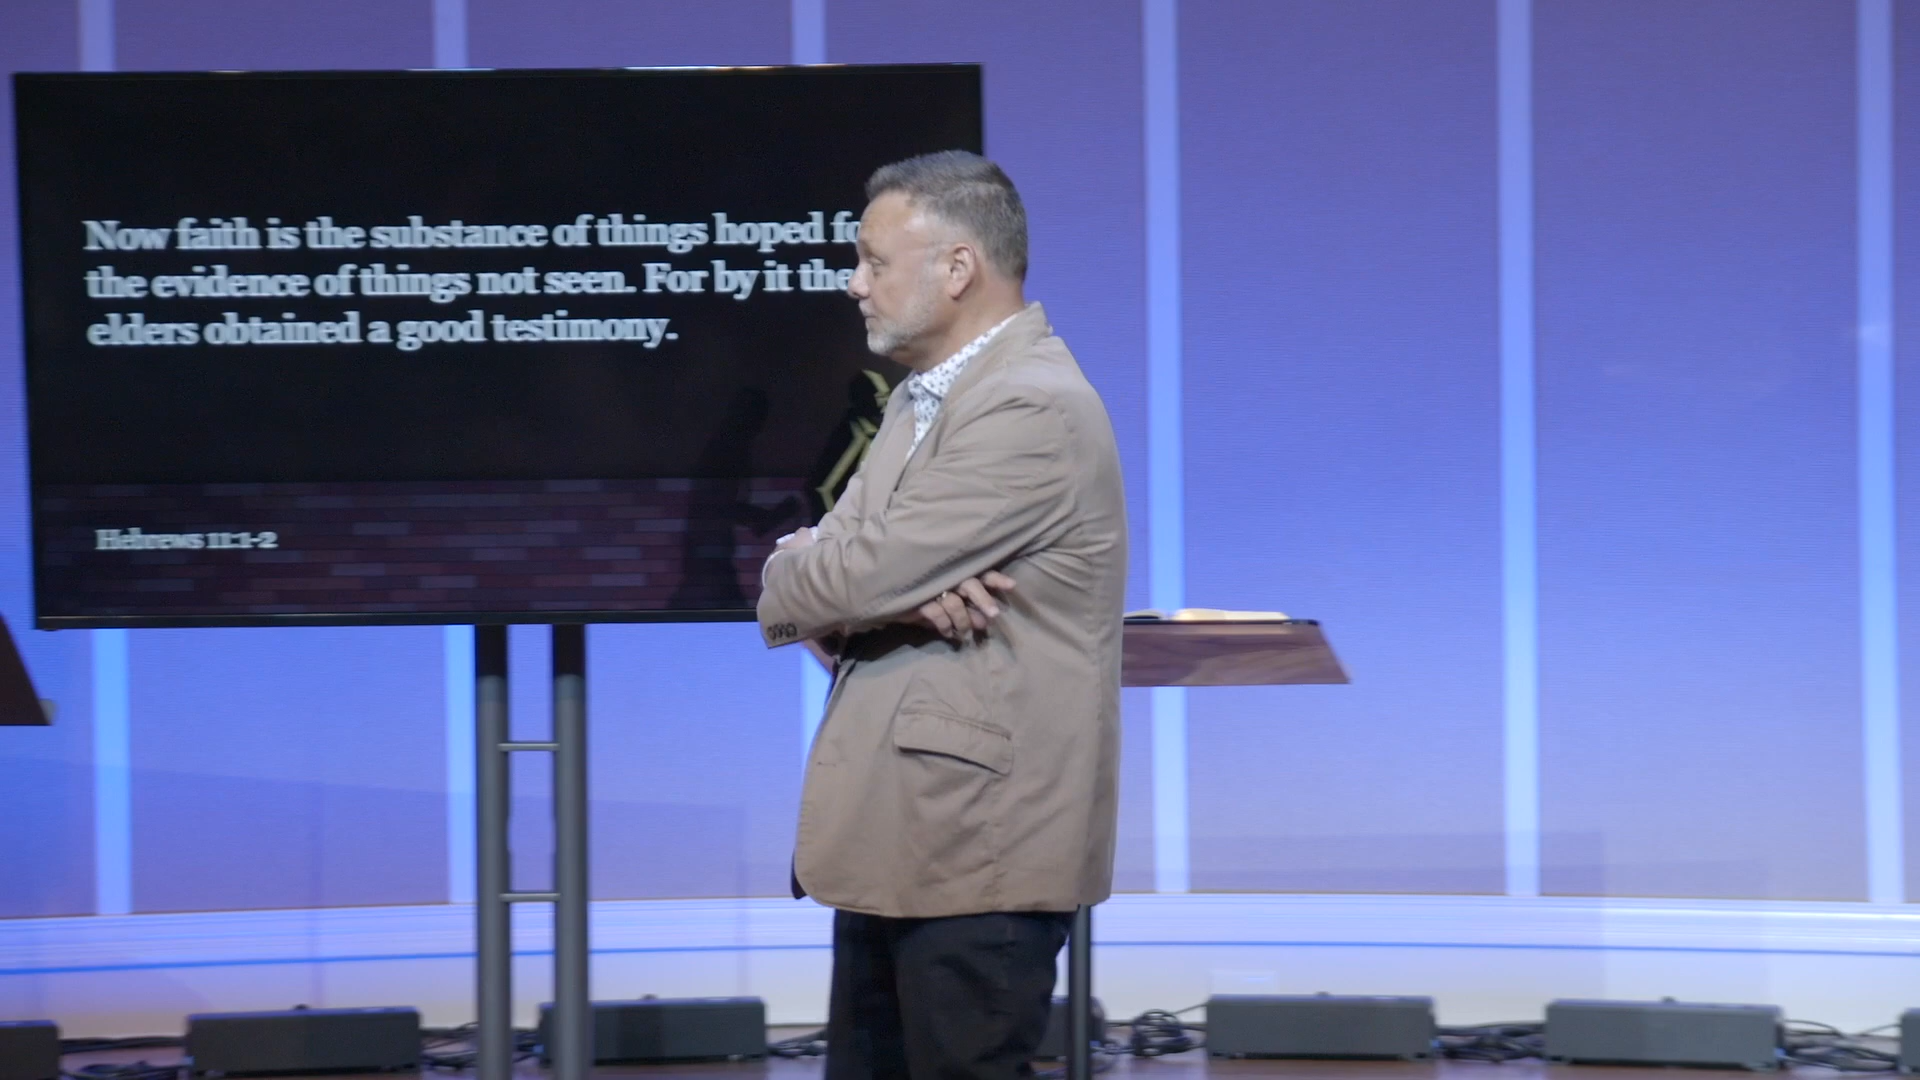 Now faith is the substance of things hoped fo
the evidence of things not seen. For by it the
elders obtained a good testimony.
Hebrews 11:1-2